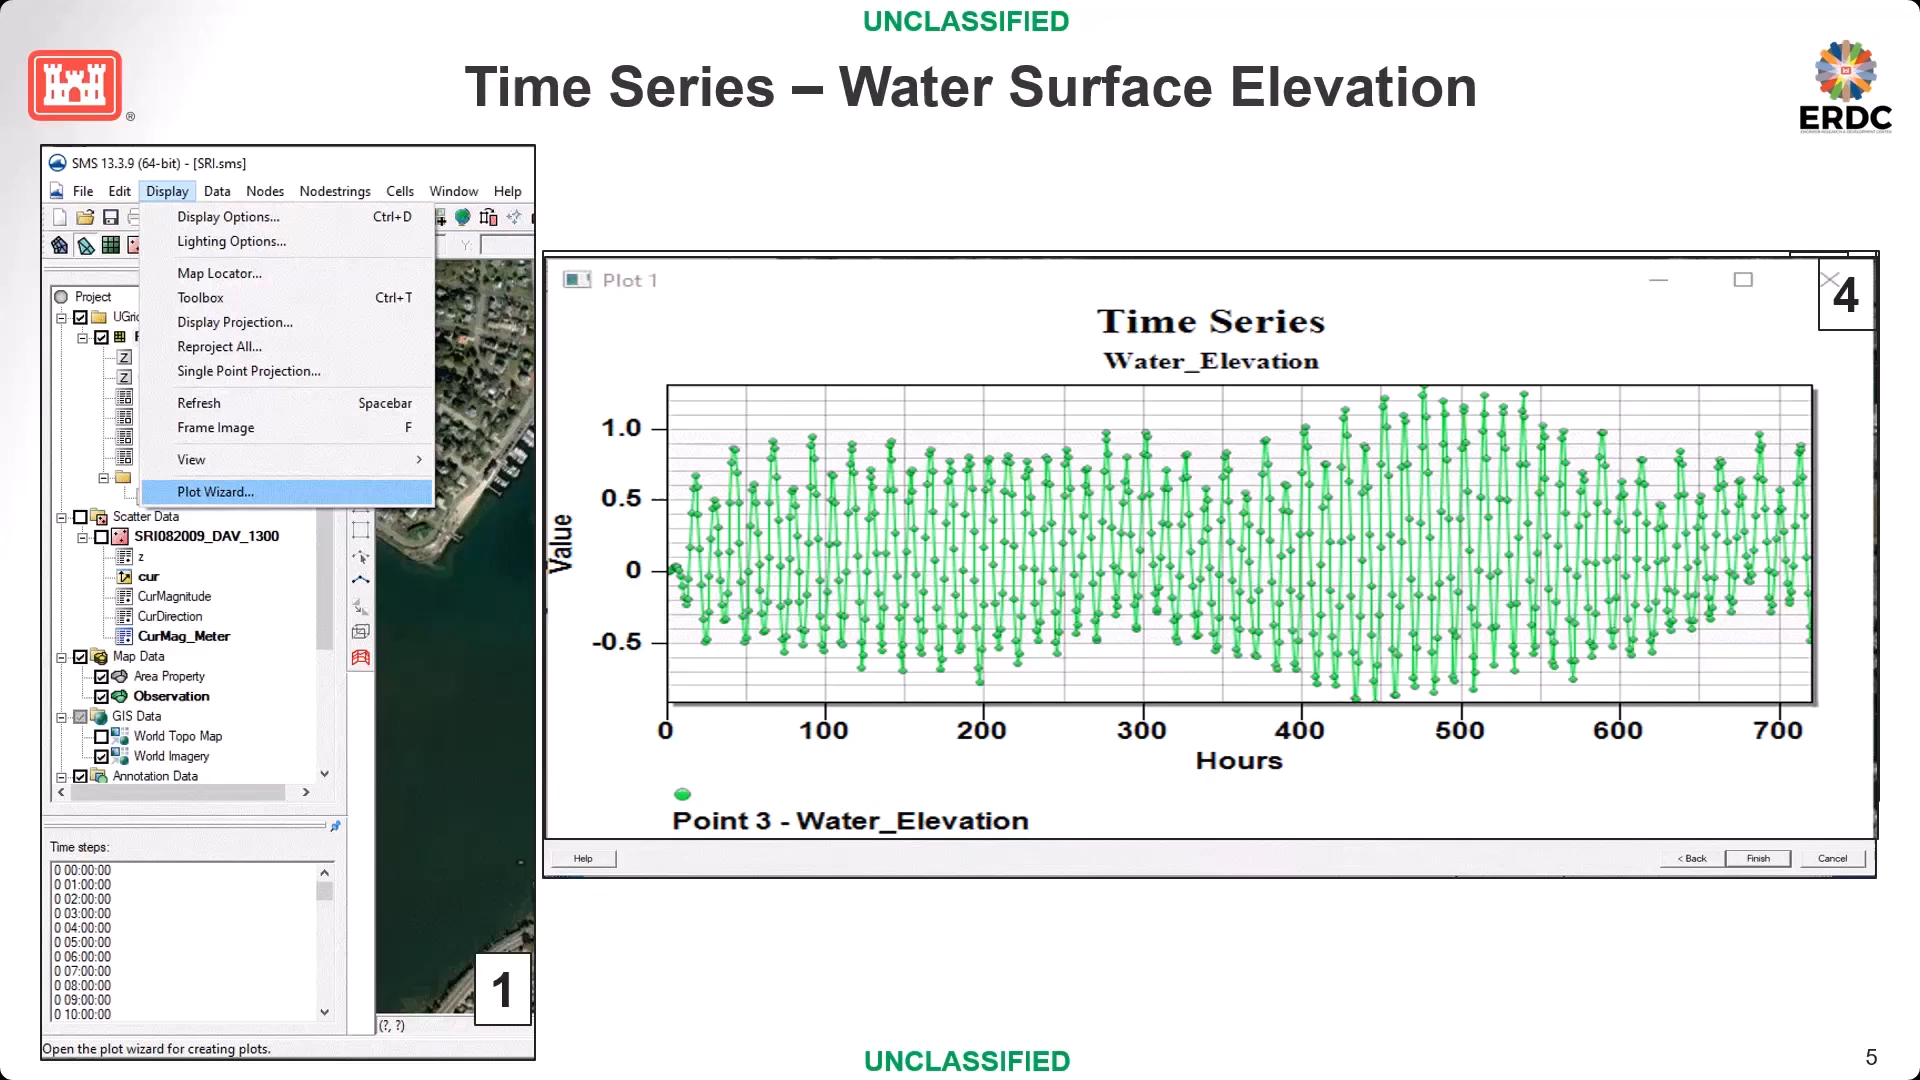 UNCLASSIFIED
Time Series – Water Surface Elevation
®
ERDC
SMS 13.3.9 (64-bit) - [SRI.sms]
File Edit Display Data Nodes Nodestrings Cells Window Help
Display Options... Ctrl+D
Lighting Options...
Map Locator...
Toolbox Ctrl+T
Display Projection...
Reproject All...
Single Point Projection...
Refresh Spacebar
Frame Image F
View
Plot Wizard...
Y:
Project
Z
Z
Scatter Data
SRI082009_DAV_1300
z
cur
CurMagnitude
CurDirection
CurMag_Meter
Map Data
Area Property
Observation
GIS Data
World Topo Map
World Imagery
Annotation Data
Time steps:
0 00:00:00
0 01:00:00
0 02:00:00
0 03:00:00
0 04:00:00
0 05:00:00
0 06:00:00
0 07:00:00
0 08:00:00
0 09:00:00
0 10:00:00
(?, ?)
1
Open the plot wizard for creating plots.
Plot 1
4
Time Series
Water_Elevation
1.0
0.5
0
-0.5
Value
0 100 200 300 400 500 600 700
Hours
Point 3 - Water_Elevation
Help < Back Finish Cancel
UNCLASSIFIED
5